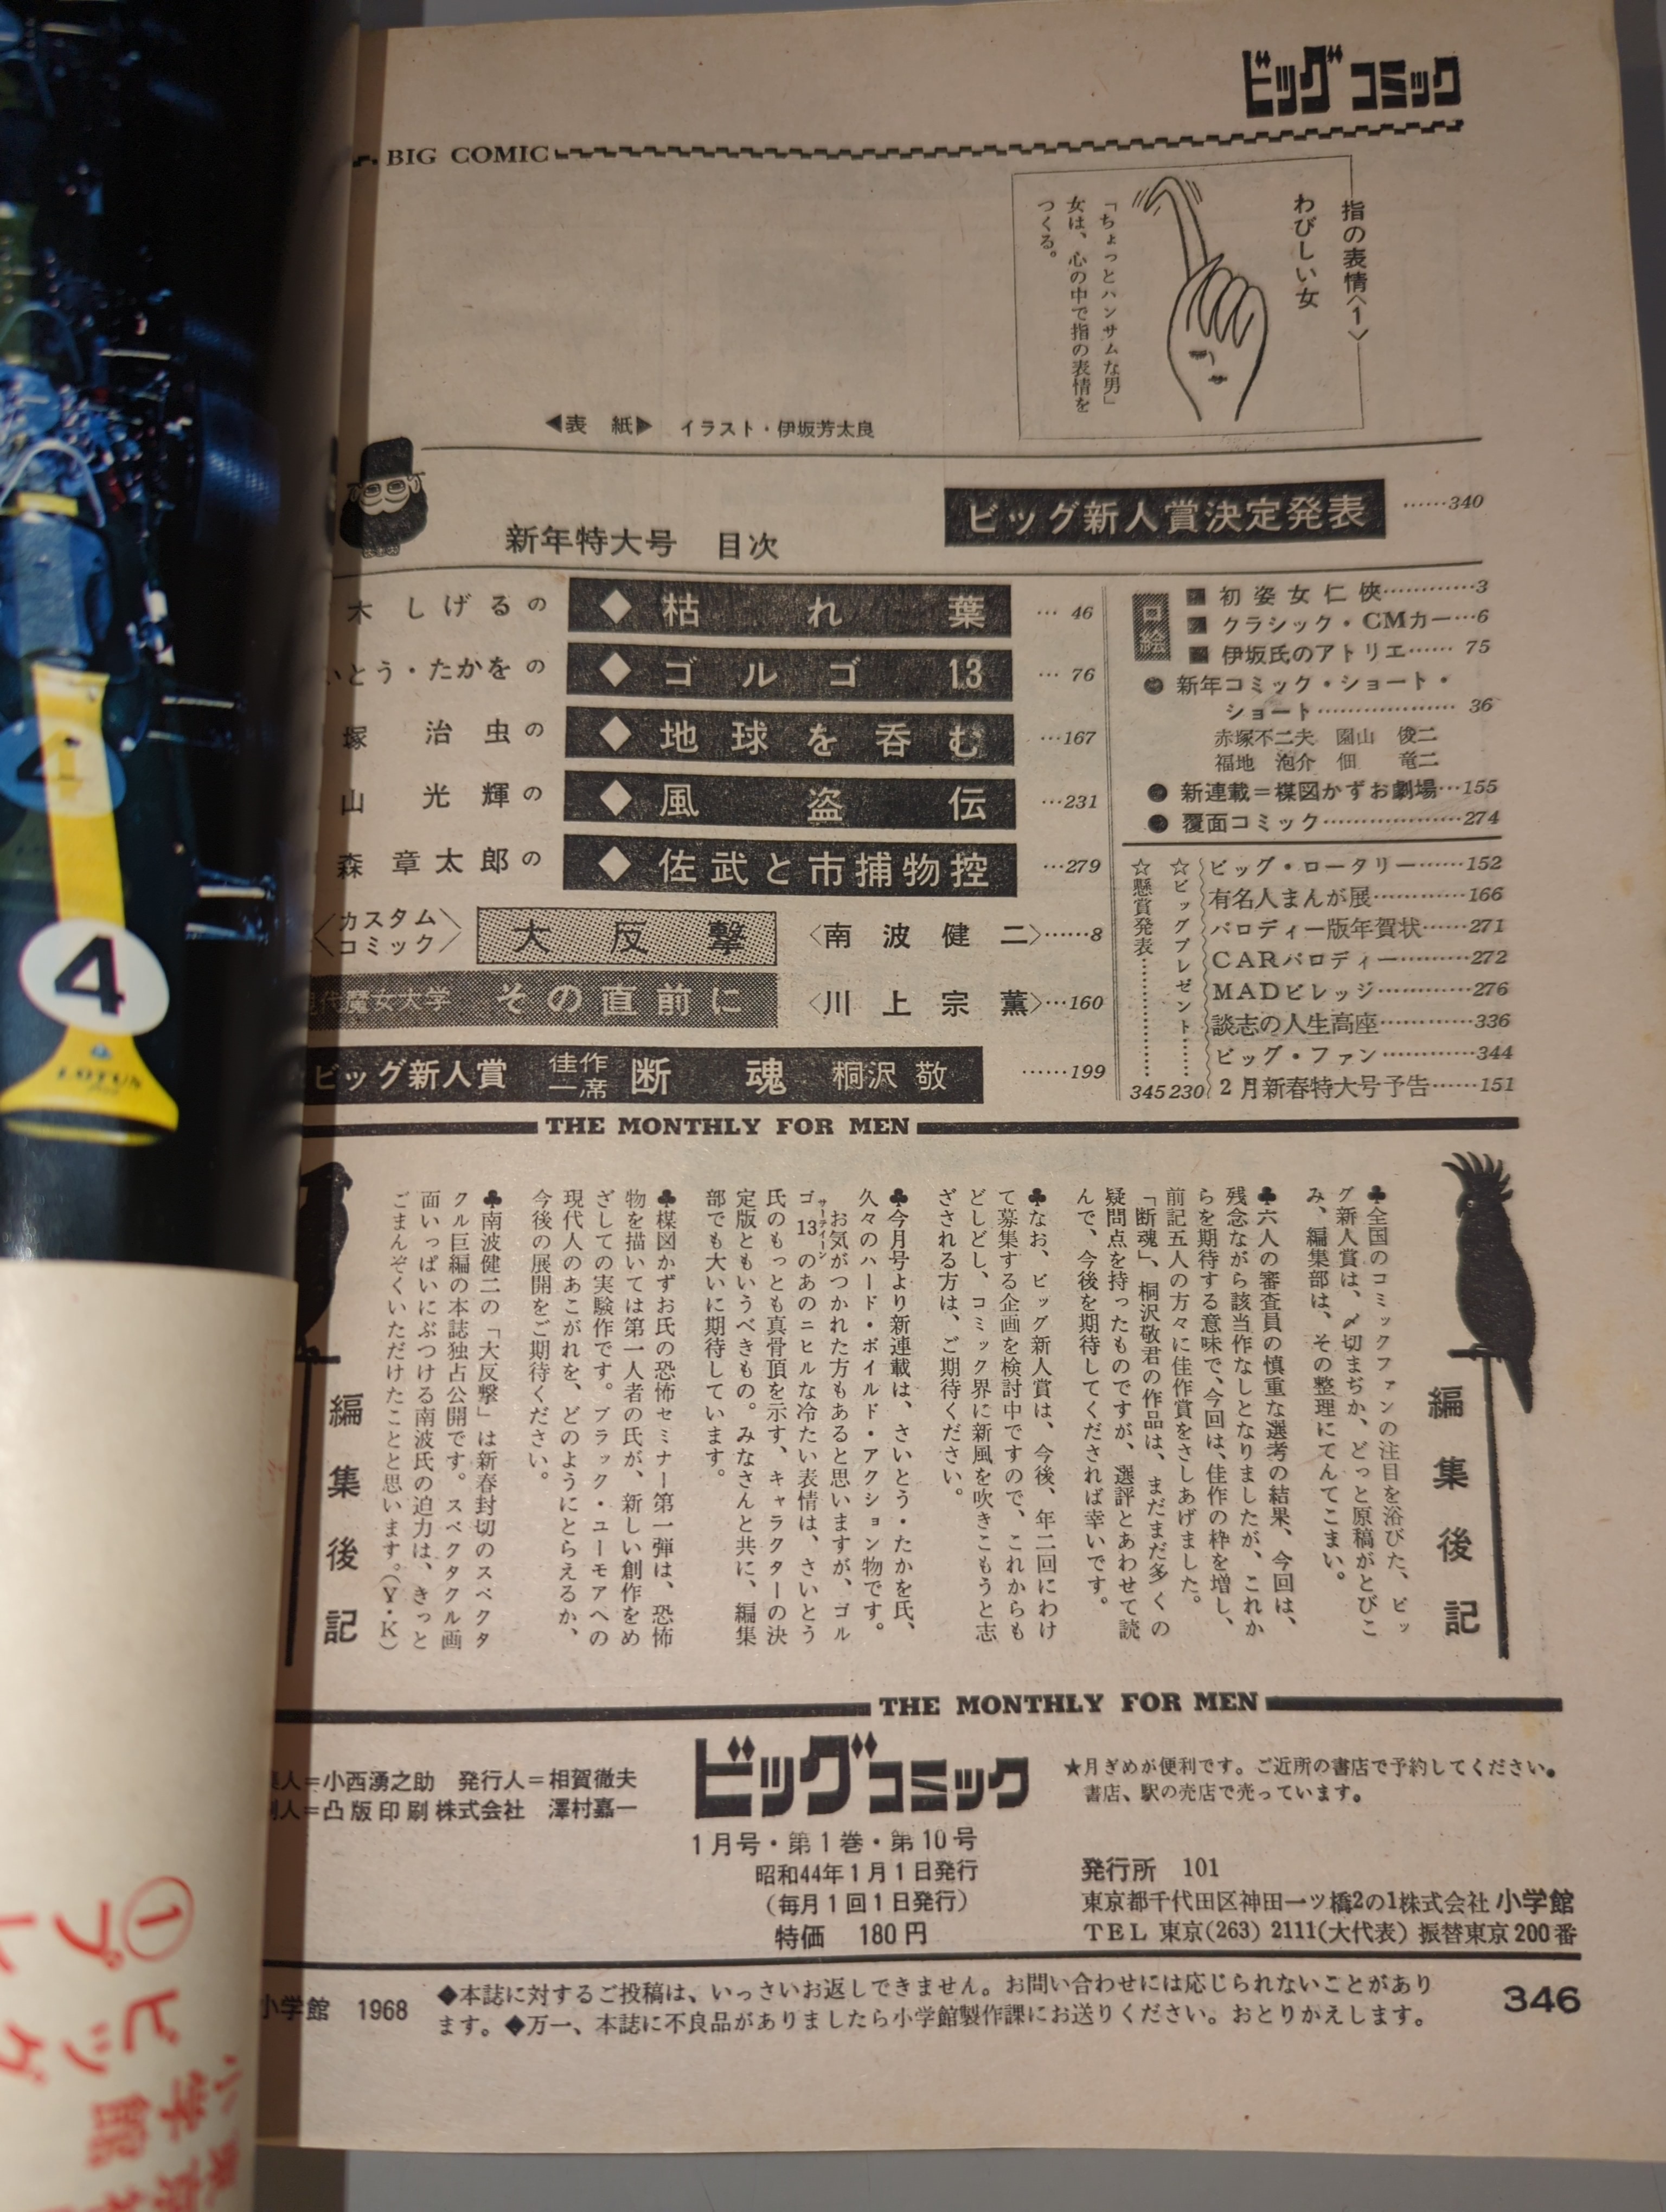 ビッグコミック
BIG COMIC
指の表情〈1〉
わびしい女
「ちょっとハンサムな男」
女は、心の中で指の表情を
つくる。
◀表 紙▶ イラスト・伊坂芳太良
新年特大号 目次
ビッグ新人賞決定発表……340
木しげるの ◆枯れ葉…46
いとう・たかをの ◆ゴルゴ13…76
塚治虫の ◆地球を呑む…167
山光輝の ◆風盗伝…231
森章太郎の ◆佐武と市捕物控…279
〈カスタムコミック〉 大反撃 〈南波健二〉……8
現代魔女大学 その直前に 〈川上宗薫〉…160
ビッグ新人賞 佳作一席 断魂 桐沢 敬……199
口絵
■初姿女仁侠…………3
■クラシック・CMカー…6
■伊坂氏のアトリエ……75
●新年コミック・ショート・
ショート………………36
赤塚不二夫 園山 俊二
福地 泡介 佃 竜二
●新連載＝楳図かずお劇場…155
●覆面コミック………………274
☆懸賞発表…………345
☆ビッグプレゼント……230
ビッグ・ロータリー……152
有名人まんが展…………166
パロディー版年賀状……271
CARパロディー………272
MADビレッジ…………276
談志の人生高座…………336
ビッグ・ファン…………344
2月新春特大号予告……151
THE MONTHLY FOR MEN
編集後記
♣全国のコミックファンの注目を浴びた、ビッ
グ新人賞は、〆切まぢか、どっと原稿がとびこ
み、編集部は、その整理にてんてこまい。
♣六人の審査員の慎重な選考の結果、今回は、
残念ながら該当作なしとなりましたが、これか
らを期待する意味で、今回は、佳作の枠を増し、
前記五人の方々に佳作賞をさしあげました。
「断魂」、桐沢敬君の作品は、まだまだ多くの
疑問点を持ったものですが、選評とあわせて読
んで、今後を期待してくだされば幸いです。
♣なお、ビッグ新人賞は、今後、年二回にわけ
て募集する企画を検討中ですので、これからも
どしどし、コミック界に新風を吹きこもうと志
ざされる方は、ご期待ください。
♣今月号より新連載は、さいとう・たかを氏、
久々のハード・ボイルド・アクション物です。
お気がつかれた方もあると思いますが、ゴル
ゴ13サーティーンのあのニヒルな冷たい表情は、さいとう
氏のもっとも真骨頂を示す、キャラクターの決
定版ともいうべきもの。みなさんと共に、編集
部でも大いに期待しています。
♣楳図かずお氏の恐怖セミナー第一弾は、恐怖
物を描いては第一人者の氏が、新しい創作をめ
ざしての実験作です。ブラック・ユーモアへの
現代人のあこがれを、どのようにとらえるか、
今後の展開をご期待ください。
♣南波健二の「大反撃」は新春封切のスペクタ
クル巨編の本誌独占公開です。スペクタクル画
面いっぱいにぶつける南波氏の迫力は、きっと
ごまんぞくいただけたことと思います。(Y・K)
編集後記
THE MONTHLY FOR MEN
人＝小西湧之助 発行人＝相賀徹夫
人＝凸版印刷株式会社 澤村嘉一
ビッグコミック
1月号・第1巻・第10号
昭和44年1月1日発行
(毎月1回1日発行)
特価 180円
★月ぎめが便利です。ご近所の書店で予約してください。
書店、駅の売店で売っています。
発行所 101
東京都千代田区神田一ツ橋2の1株式会社 小学館
TEL 東京(263) 2111(大代表) 振替東京200番
小学館 1968
◆本誌に対するご投稿は、いっさいお返しできません。お問い合わせには応じられないことがあり
ます。◆万一、本誌に不良品がありましたら小学館製作課にお送りください。おとりかえします。
346
4
4
LOTUS
①ビッグ
プレ
小学館